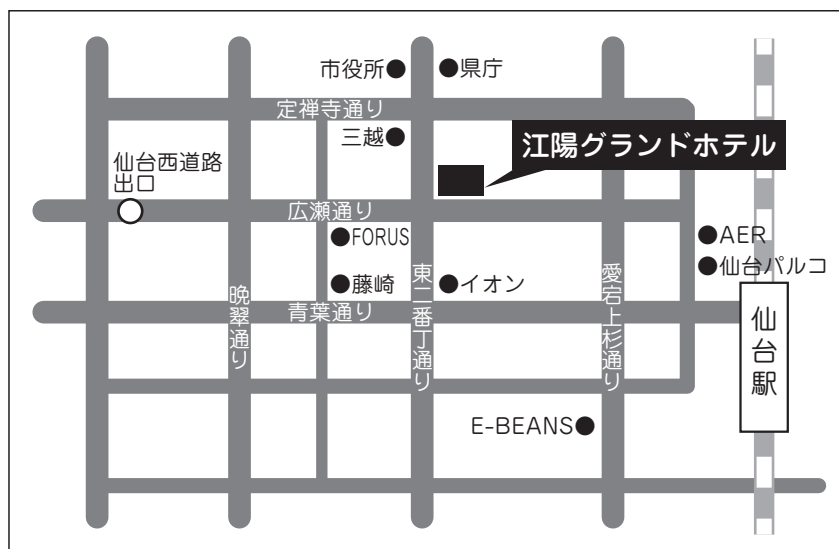 市役所
県庁
定禅寺通り
三越
江陽グランドホテル
仙台西道路
出口
広瀬通り
FORUS
AER
仙台パルコ
藤崎
イオン
晩翠通り
青葉通り
東二番丁通り
愛宕上杉通り
仙台駅
E-BEANS